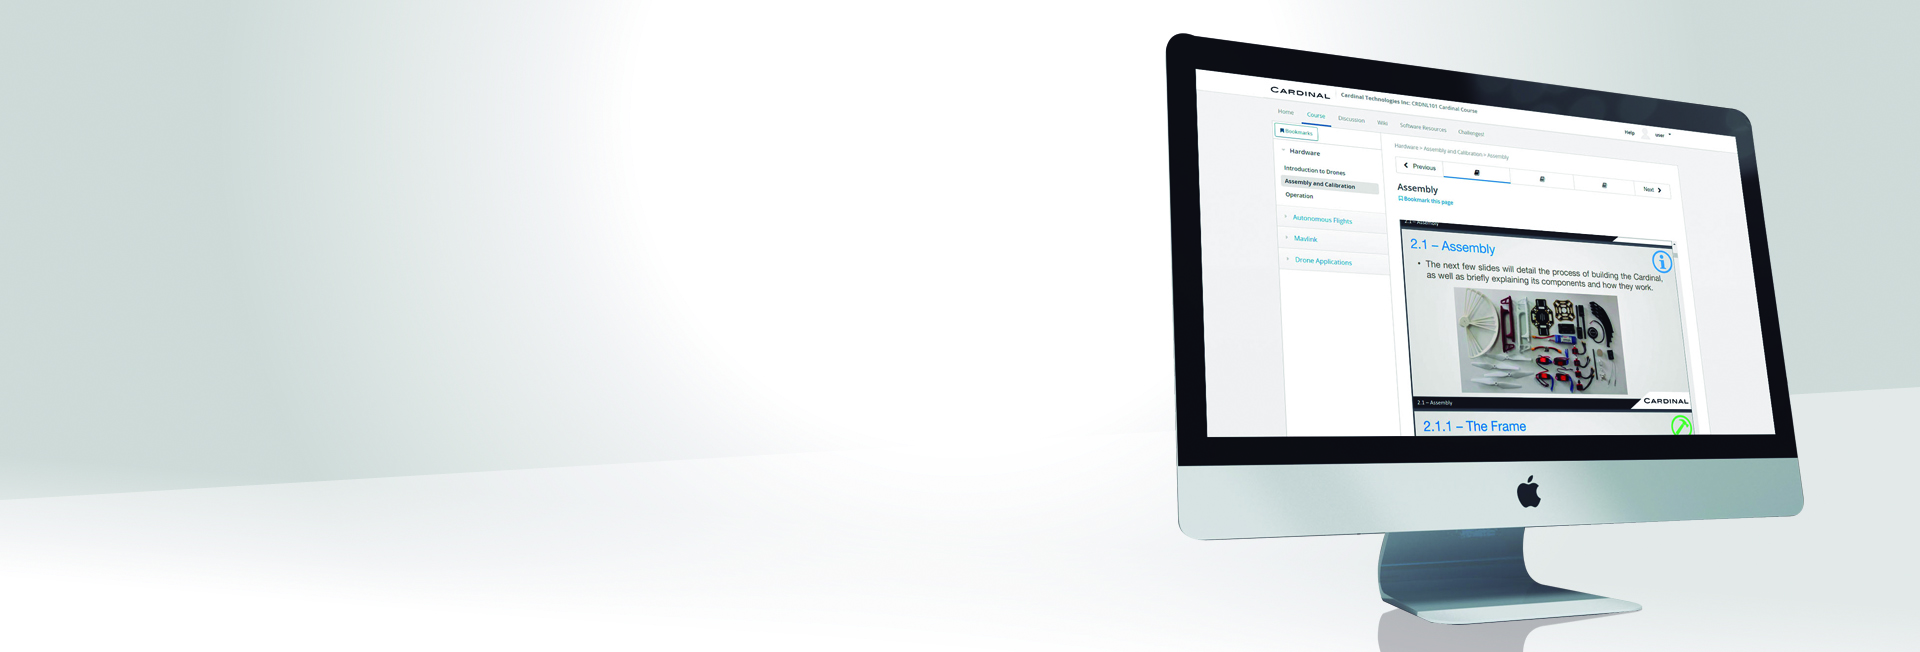 CARDINAL
Cardinal Technologies Inc: CRDNL101 Cardinal Course
Help
user
Home
Course
Discussion
Wiki
Software Resources
Challenges!
Bookmarks
Hardware
Introduction to Drones
Assembly and Calibration
Operation
Autonomous Flights
Mavlink
Drone Applications
Hardware > Assembly and Calibration > Assembly
Previous
Next
Assembly
Bookmark this page
2.1 – Assembly
2.1 – Assembly
• The next few slides will detail the process of building the Cardinal,
as well as briefly explaining its components and how they work.
2.1 – Assembly
CARDINAL
2.1.1 – The Frame